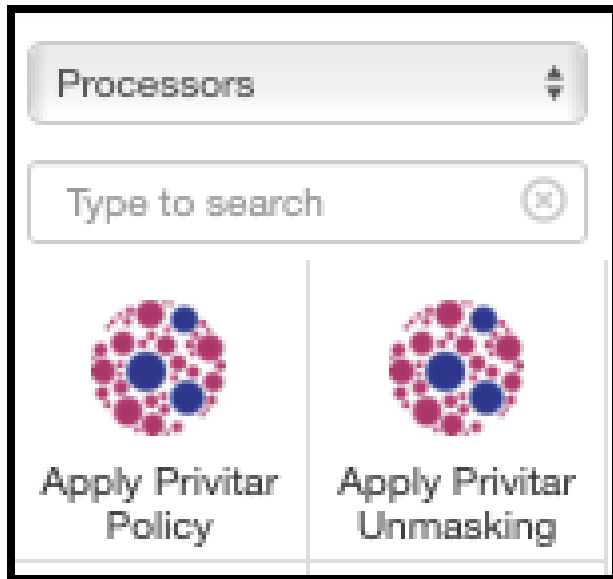 Processors
Type to search
Apply Privitar
Policy
Apply Privitar
Unmasking